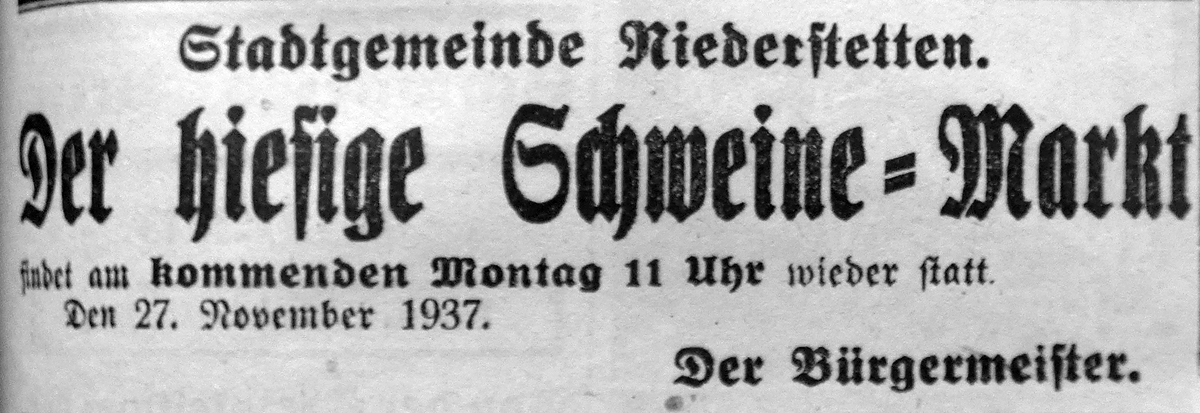 Stadtgemeinde Niederstetten.
Der hiesige Schweine-Markt
findet am kommenden Montag 11 Uhr wieder statt.
Den 27. November 1937.
Der Bürgermeister.